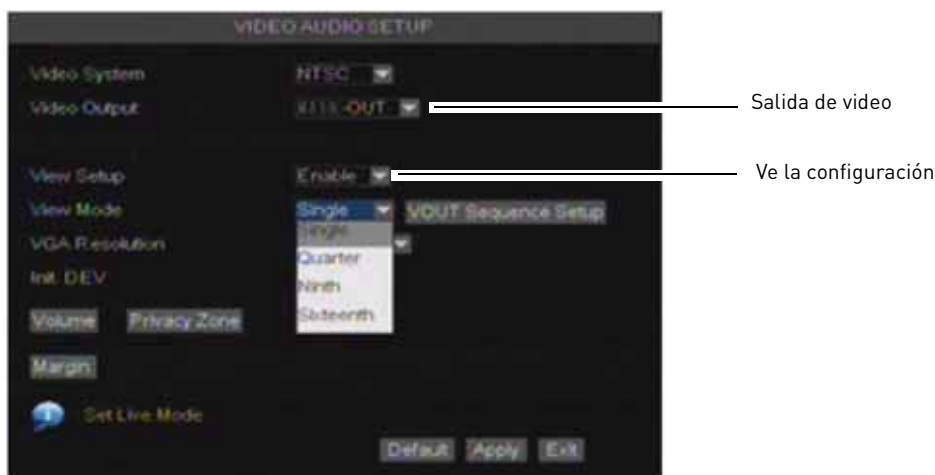 VIDEO AUDIO SETUP
Video System NTSC
Video Output -OUT Salida de video
View Setup Enable Ve la configuración
View Mode Single VOUT Sequence Setup
Single
VGA Resolution
Quarter
Init. DEV
Ninth
Volume Privacy Zone Sixteenth
Margin
Set Live Mode
Default Apply Exit